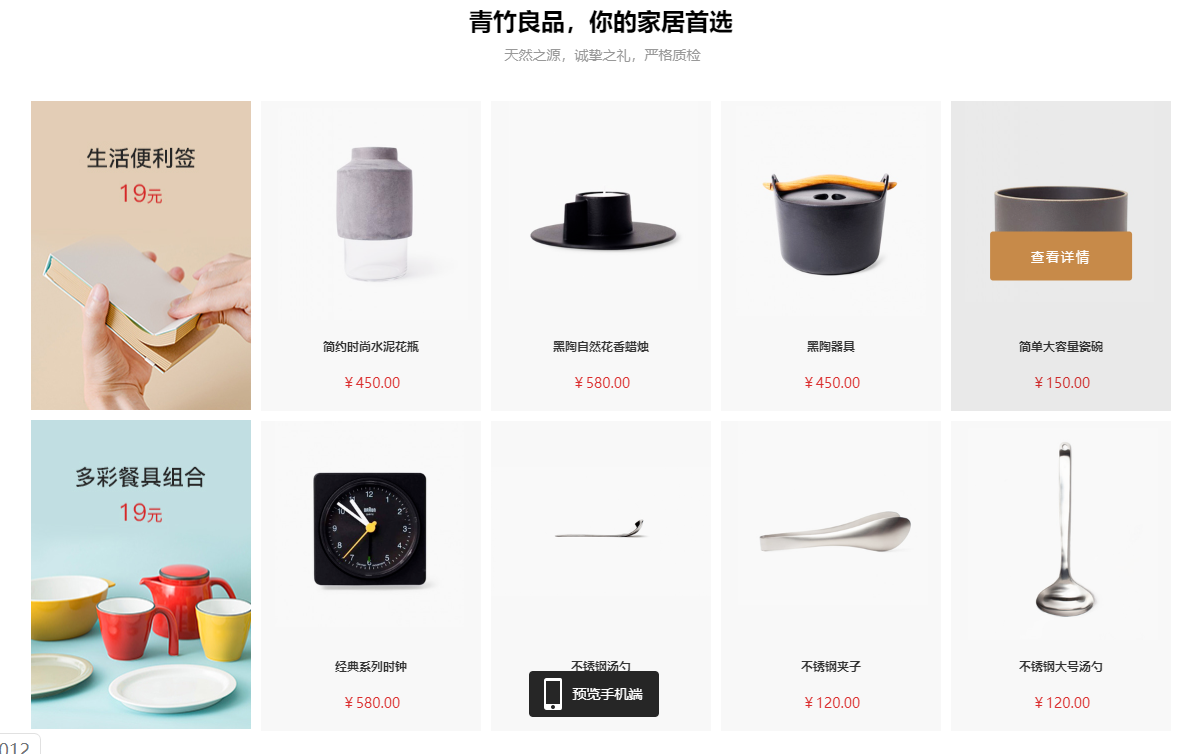 青竹良品，你的家居首选
天然之源，诚挚之礼，严格质检
生活便利签
19元
简约时尚水泥花瓶
￥450.00
黑陶自然花香蜡烛
￥580.00
黑陶器具
￥450.00
查看详情
简单大容量瓷碗
￥150.00
多彩餐具组合
19元
12
1
2
3
4
8
9
10
11
经典系列时钟
￥580.00
不锈钢汤勺
预览手机端
不锈钢夹子
￥120.00
不锈钢大号汤勺
￥120.00
012